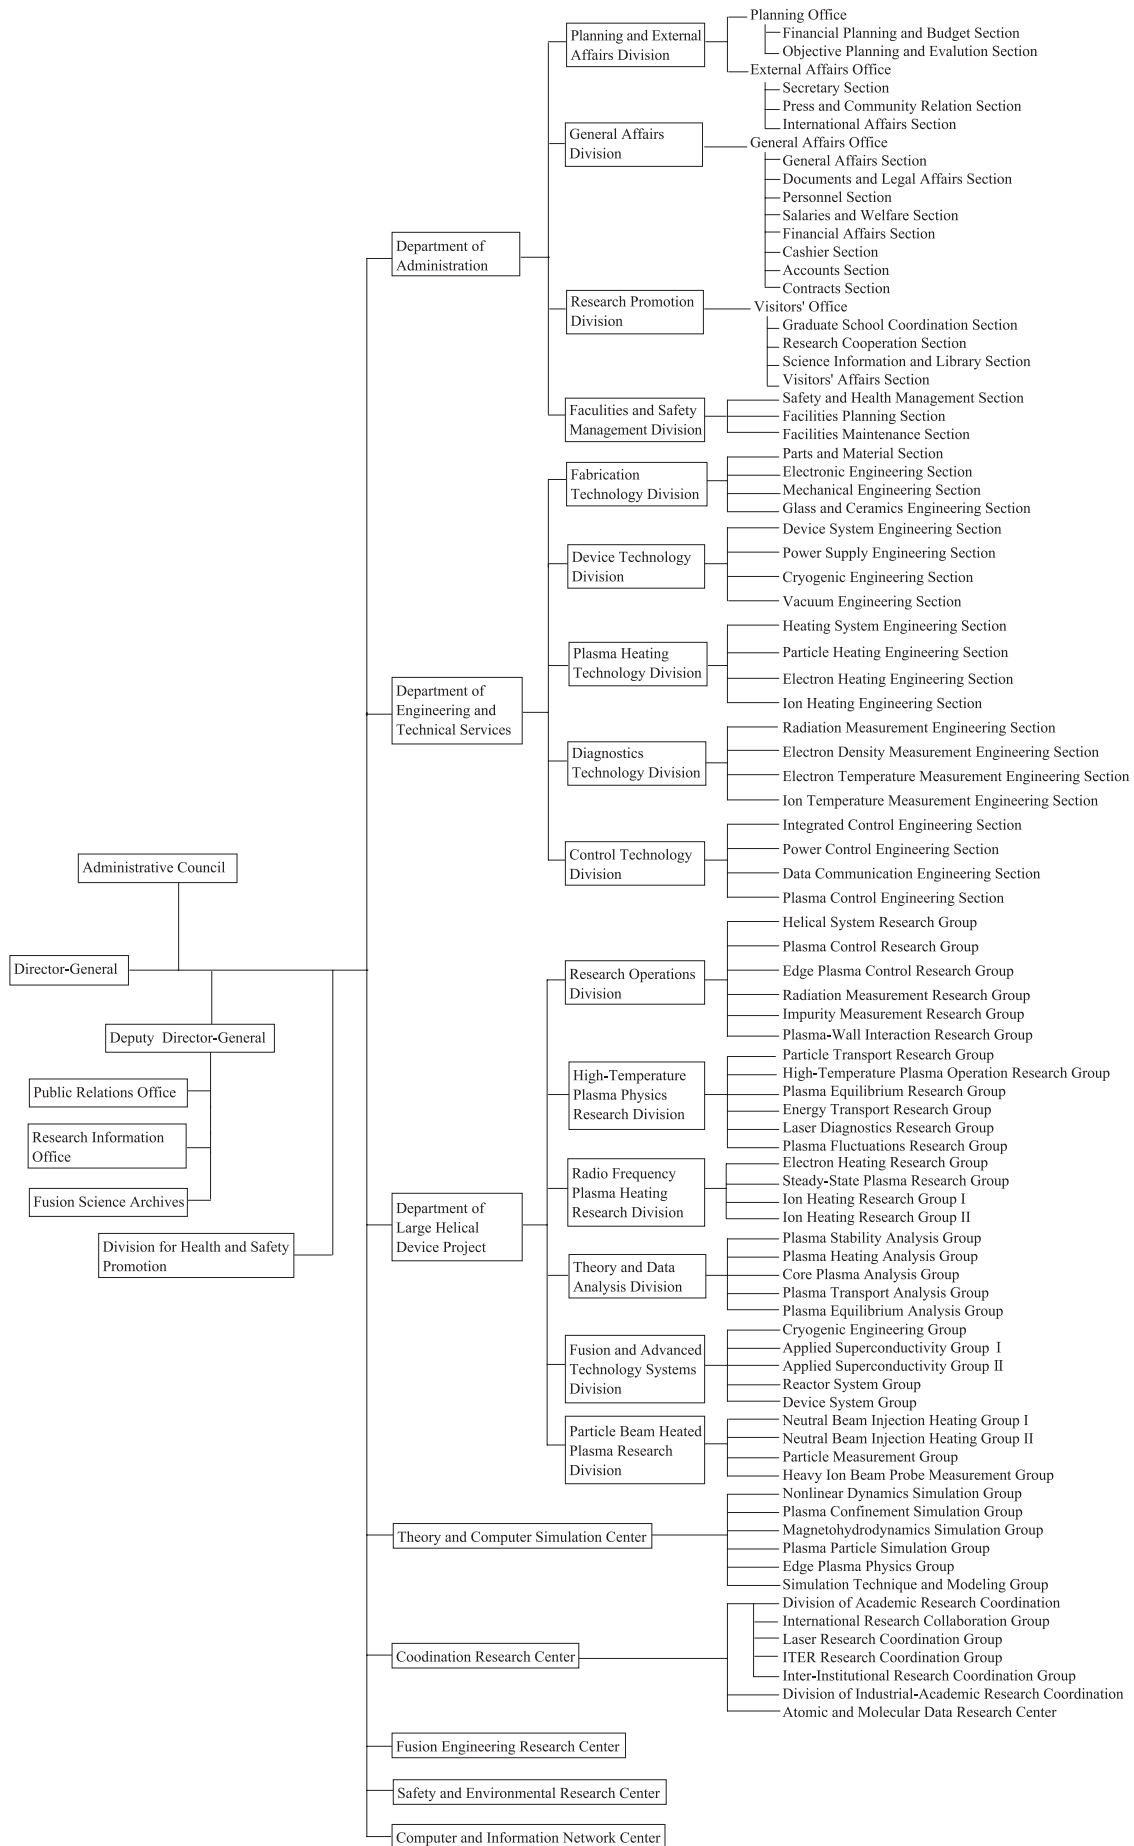 Planning Office
Planning and External
Affairs Division
Financial Planning and Budget Section
Objective Planning and Evalution Section
External Affairs Office
Secretary Section
Press and Community Relation Section
International Affairs Section
General Affairs
Division
General Affairs Office
General Affairs Section
Documents and Legal Affairs Section
Personnel Section
Salaries and Welfare Section
Financial Affairs Section
Cashier Section
Accounts Section
Contracts Section
Department of
Administration
Research Promotion
Division
Visitors' Office
Graduate School Coordination Section
Research Cooperation Section
Science Information and Library Section
Visitors' Affairs Section
Faculities and Safety
Management Division
Safety and Health Management Section
Facilities Planning Section
Facilities Maintenance Section
Fabrication
Technology Division
Parts and Material Section
Electronic Engineering Section
Mechanical Engineering Section
Glass and Ceramics Engineering Section
Device Technology
Division
Device System Engineering Section
Power Supply Engineering Section
Cryogenic Engineering Section
Vacuum Engineering Section
Plasma Heating
Technology Division
Heating System Engineering Section
Particle Heating Engineering Section
Electron Heating Engineering Section
Ion Heating Engineering Section
Department of
Engineering and
Technical Services
Diagnostics
Technology Division
Radiation Measurement Engineering Section
Electron Density Measurement Engineering Section
Electron Temperature Measurement Engineering Section
Ion Temperature Measurement Engineering Section
Control Technology
Division
Integrated Control Engineering Section
Power Control Engineering Section
Data Communication Engineering Section
Plasma Control Engineering Section
Administrative Council
Director-General
Deputy Director-General
Public Relations Office
Research Information
Office
Fusion Science Archives
Division for Health and Safety
Promotion
Research Operations
Division
Helical System Research Group
Plasma Control Research Group
Edge Plasma Control Research Group
Radiation Measurement Research Group
Impurity Measurement Research Group
Plasma-Wall Interaction Research Group
High-Temperature
Plasma Physics
Research Division
Particle Transport Research Group
High-Temperature Plasma Operation Research Group
Plasma Equilibrium Research Group
Energy Transport Research Group
Laser Diagnostics Research Group
Plasma Fluctuations Research Group
Radio Frequency
Plasma Heating
Research Division
Electron Heating Research Group
Steady-State Plasma Research Group
Ion Heating Research Group I
Ion Heating Research Group II
Department of
Large Helical
Device Project
Theory and Data
Analysis Division
Plasma Stability Analysis Group
Plasma Heating Analysis Group
Core Plasma Analysis Group
Plasma Transport Analysis Group
Plasma Equilibrium Analysis Group
Fusion and Advanced
Technology Systems
Division
Cryogenic Engineering Group
Applied Superconductivity Group I
Applied Superconductivity Group II
Reactor System Group
Device System Group
Particle Beam Heated
Plasma Research
Division
Neutral Beam Injection Heating Group I
Neutral Beam Injection Heating Group II
Particle Measurement Group
Heavy Ion Beam Probe Measurement Group
Theory and Computer Simulation Center
Nonlinear Dynamics Simulation Group
Plasma Confinement Simulation Group
Magnetohydrodynamics Simulation Group
Plasma Particle Simulation Group
Edge Plasma Physics Group
Simulation Technique and Modeling Group
Coodination Research Center
Division of Academic Research Coordination
International Research Collaboration Group
Laser Research Coordination Group
ITER Research Coordination Group
Inter-Institutional Research Coordination Group
Division of Industrial-Academic Research Coordination
Atomic and Molecular Data Research Center
Fusion Engineering Research Center
Safety and Environmental Research Center
Computer and Information Network Center